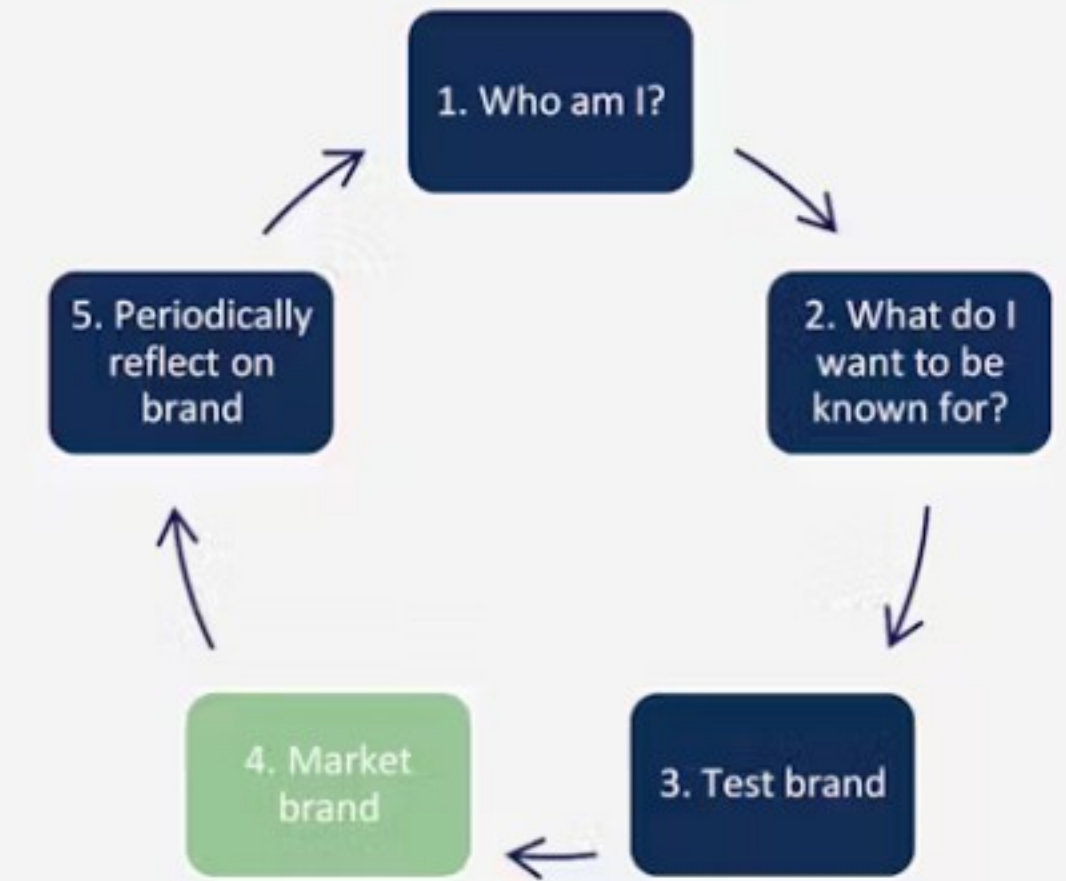 1. Who am I?
2. What do I
want to be
known for?
3. Test brand
4. Market
brand
5. Periodically
reflect on
brand